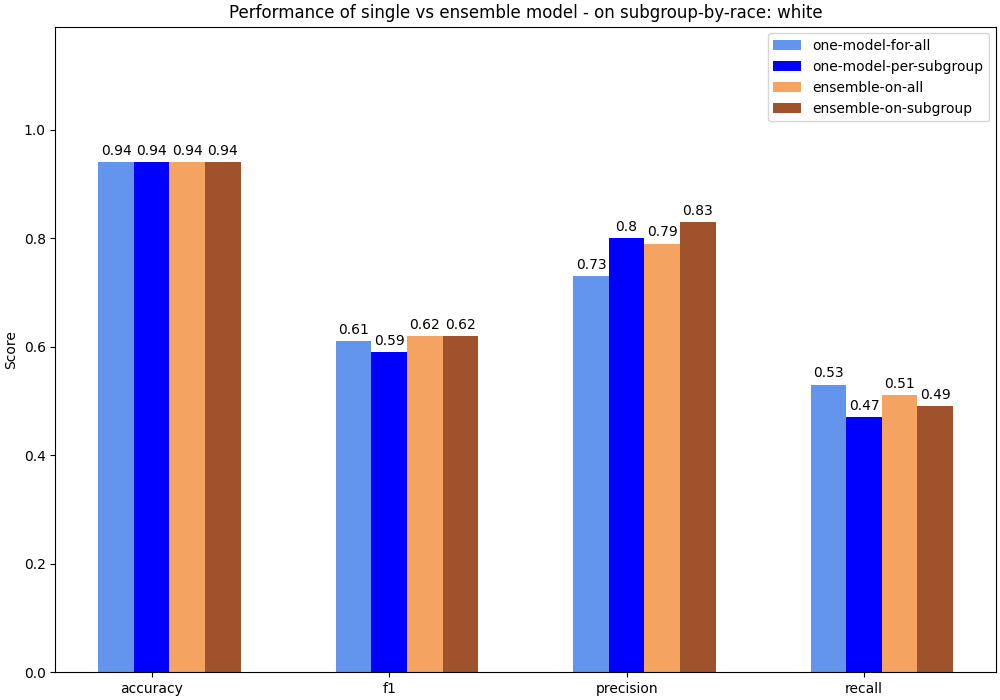 Performance of single vs ensemble model - on subgroup-by-race: white
one-model-for-all
one-model-per-subgroup
ensemble-on-all
ensemble-on-subgroup
Score
1.0
0.8
0.6
0.4
0.2
0.0
0.94 0.94 0.94 0.94
0.61 0.59 0.62 0.62
0.73 0.8 0.79 0.83
0.53 0.47 0.51 0.49
accuracy f1 precision recall